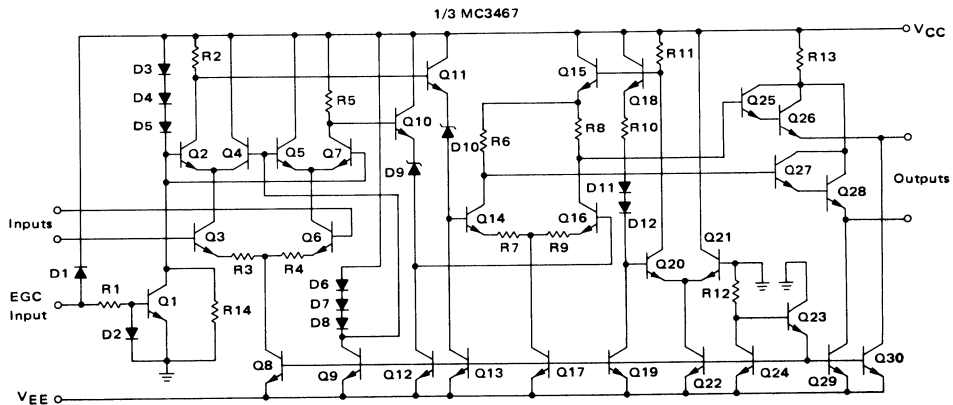 1/3 MC3467
VCC
R2
R11
D3
Q11
Q15
R13
D4
R5
Q18
Q25
D5
Q10
D10
R6
R8
R10
Q26
Q2
Q4
Q5
Q7
D9
D11
Q27
Q28
Outputs
Inputs
Q3
Q6
Q14
Q16
D12
R7
R9
R3
R4
Q20
Q21
D1
D6
R12
EGC
Input
R1
Q1
R14
D7
Q23
D2
D8
Q8
Q9
Q12
Q13
Q17
Q19
Q22
Q24
Q29
Q30
VEE